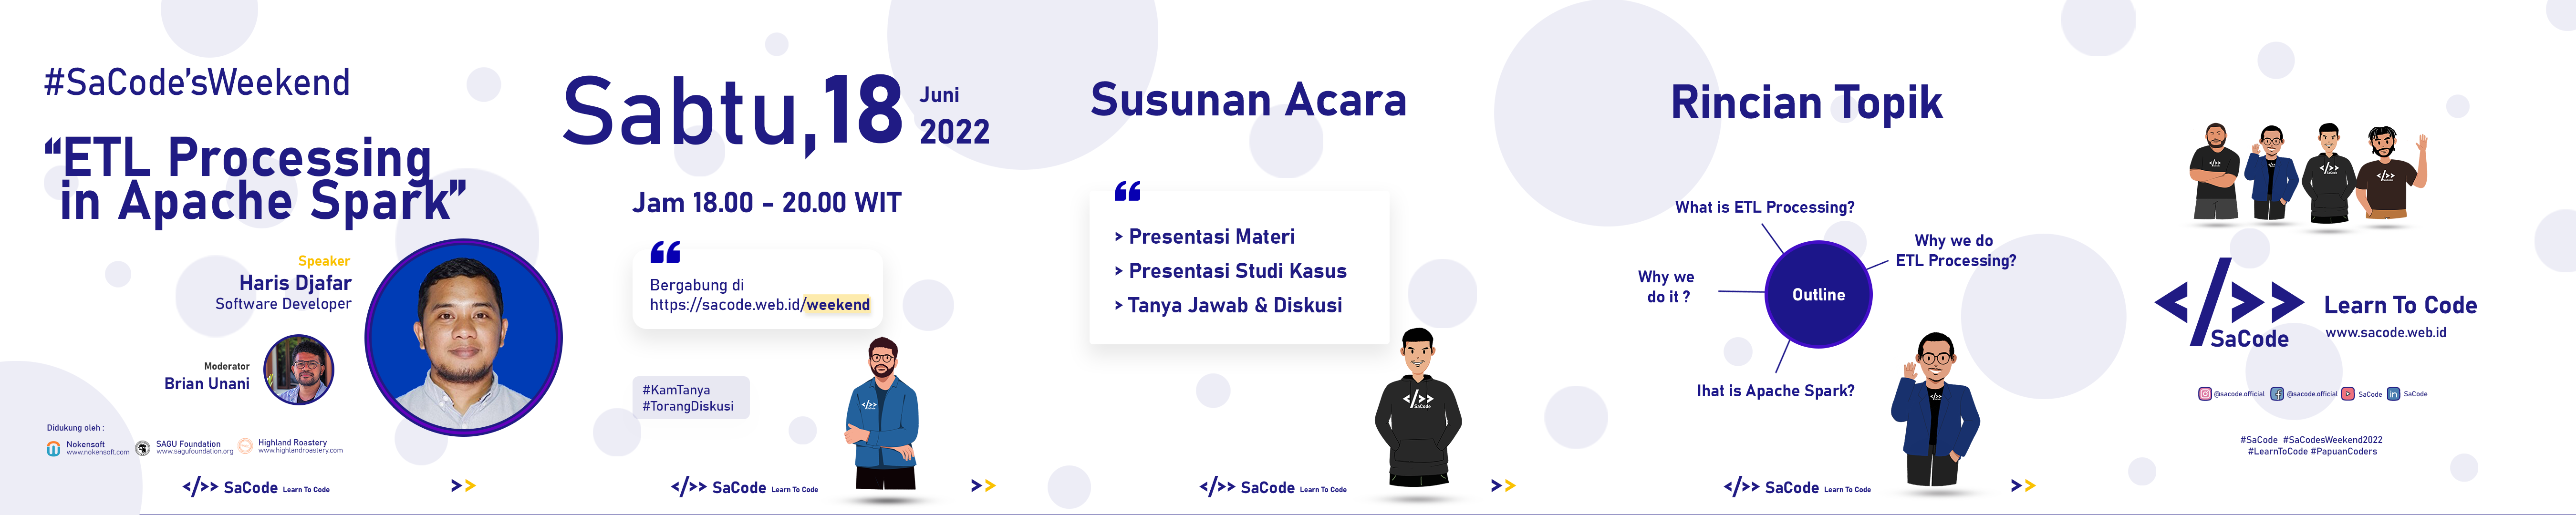 #SaCode'sWeekend
“ETL Processing
in Apache Spark”
Speaker
Haris Djafar
Software Developer
Moderator
Brian Unani
Didukung oleh :
Nokensoft
www.nokensoft.com
SAGU Foundation
www.sagufoundation.org
Highland Roastery
www.highlandroastery.com
</>> SaCode Learn To Code
>>
Sabtu,18 Juni
2022
Jam 18.00 - 20.00 WIT
“
Bergabung di
https://sacode.web.id/weekend
#KamTanya
#TorangDiskusi
</>>
</>> SaCode Learn To Code
>>
Susunan Acara
“
> Presentasi Materi
> Presentasi Studi Kasus
> Tanya Jawab & Diskusi
</>>
SaCode
</>> SaCode Learn To Code
>>
Rincian Topik
What is ETL Processing?
Why we do
ETL Processing?
Why we
do it ?
Outline
Ihat is Apache Spark?
</>>
</>> SaCode Learn To Code
>>
</>>
SaCode
Learn To Code
www.sacode.web.id
@sacode.official @sacode.official SaCode SaCode
#SaCode #SaCodesWeekend2022
#LearnToCode #PapuanCoders